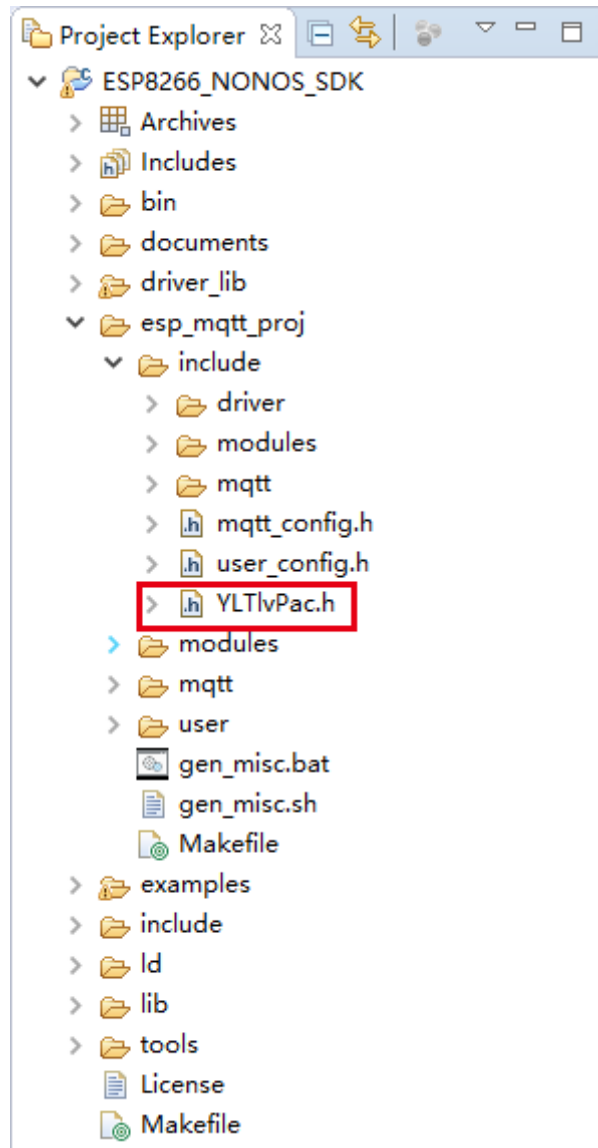 Project Explorer
ESP8266_NONOS_SDK
Archives
Includes
bin
documents
driver_lib
esp_mqtt_proj
include
driver
modules
mqtt
mqtt_config.h
user_config.h
YLTlvPac.h
modules
mqtt
user
gen_misc.bat
gen_misc.sh
Makefile
examples
include
ld
lib
tools
License
Makefile